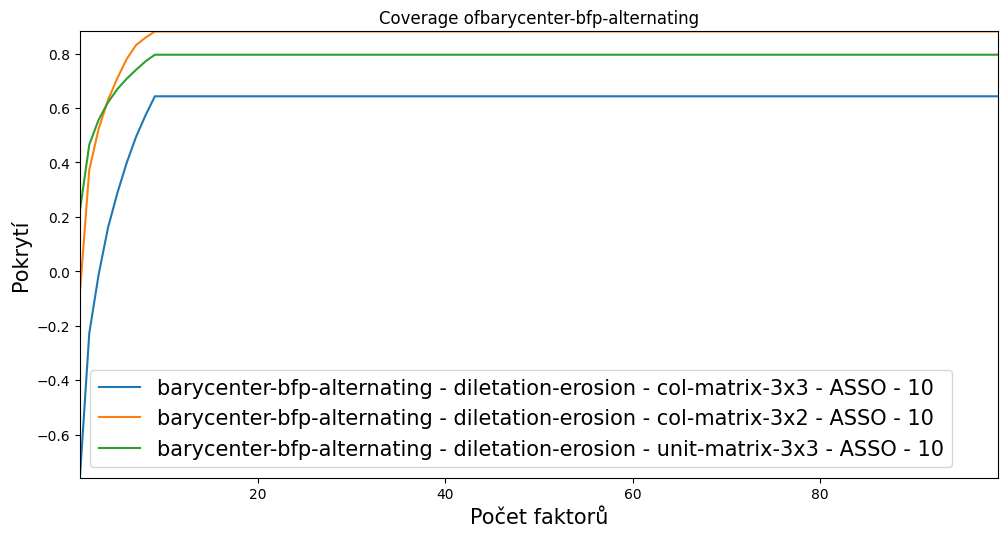 Coverage ofbarycenter-bfp-alternating
0.8
0.6
0.4
0.2
0.0
−0.2
−0.4
−0.6
Pokrytí
barycenter-bfp-alternating - diletation-erosion - col-matrix-3x3 - ASSO - 10
barycenter-bfp-alternating - diletation-erosion - col-matrix-3x2 - ASSO - 10
barycenter-bfp-alternating - diletation-erosion - unit-matrix-3x3 - ASSO - 10
20
40
60
80
Počet faktorů